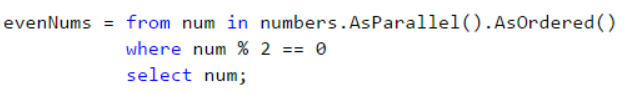 evenNums = from num in numbers.AsParallel().AsOrdered()
where num % 2 == 0
select num;